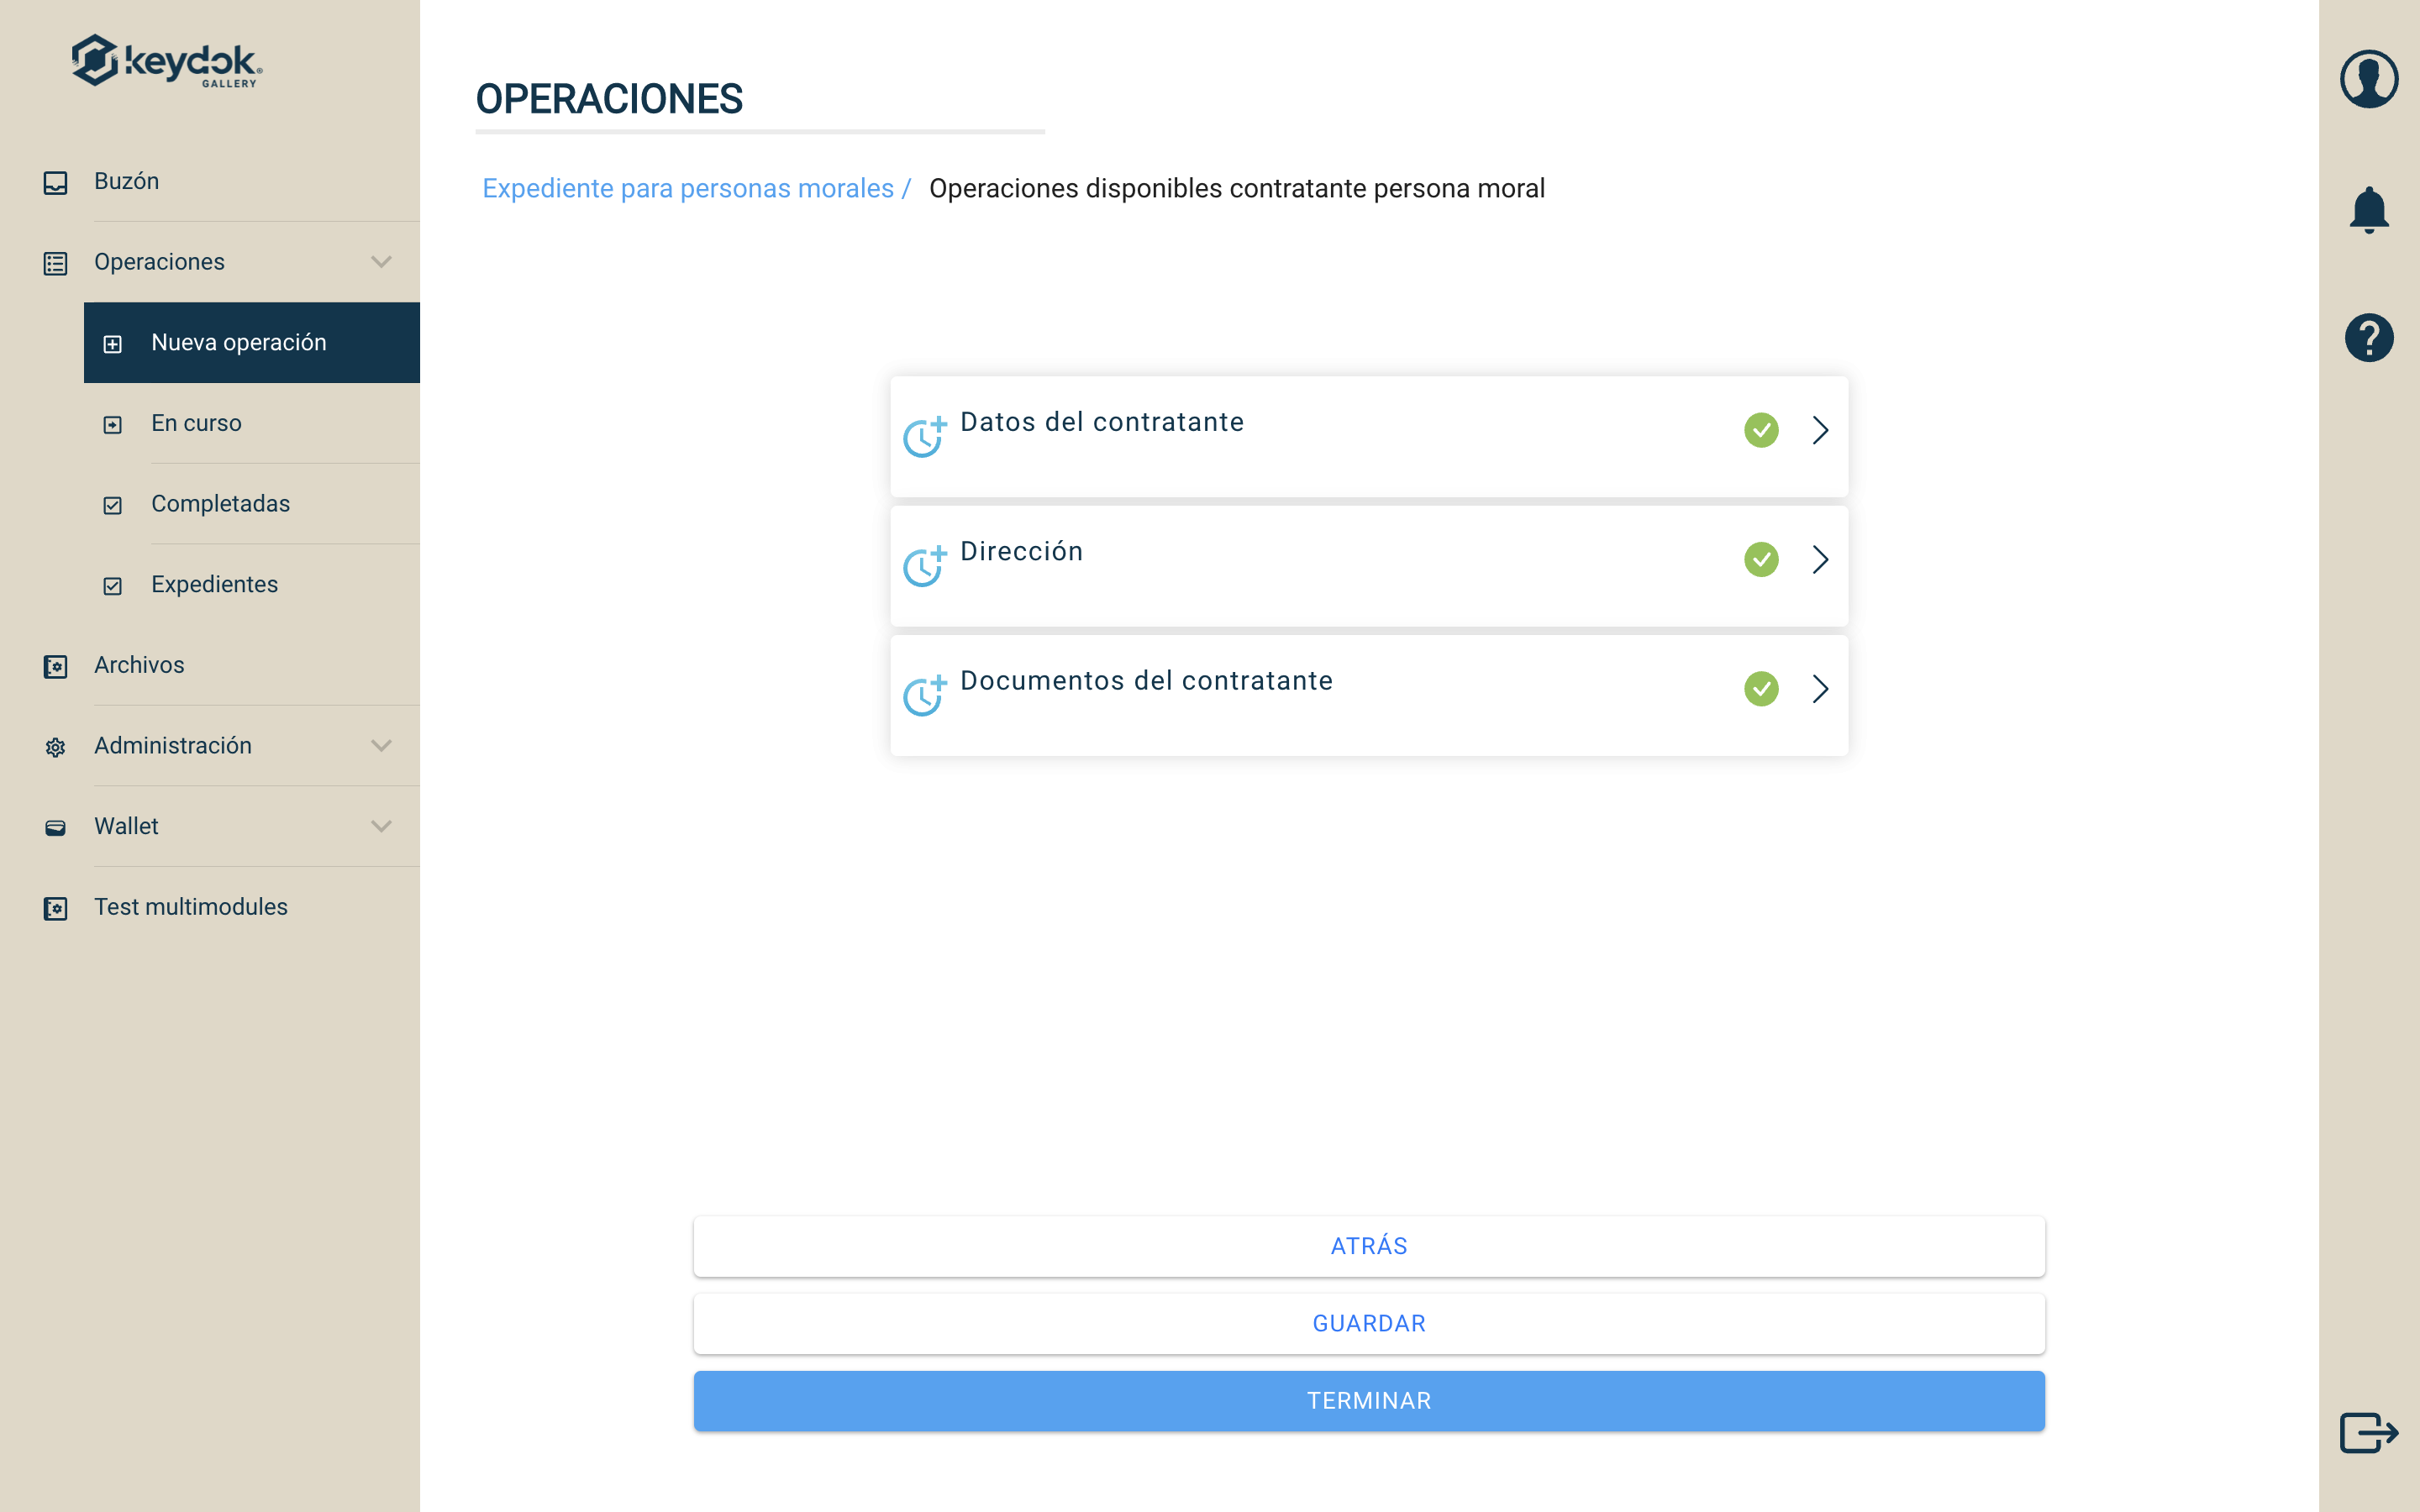 keydok®
GALLERY
Buzón
Operaciones
Nueva operación
En curso
Completadas
Expedientes
Archivos
Administración
Wallet
Test multimodules
OPERACIONES
Expediente para personas morales / Operaciones disponibles contratante persona moral
Datos del contratante
Dirección
Documentos del contratante
ATRÁS
GUARDAR
TERMINAR